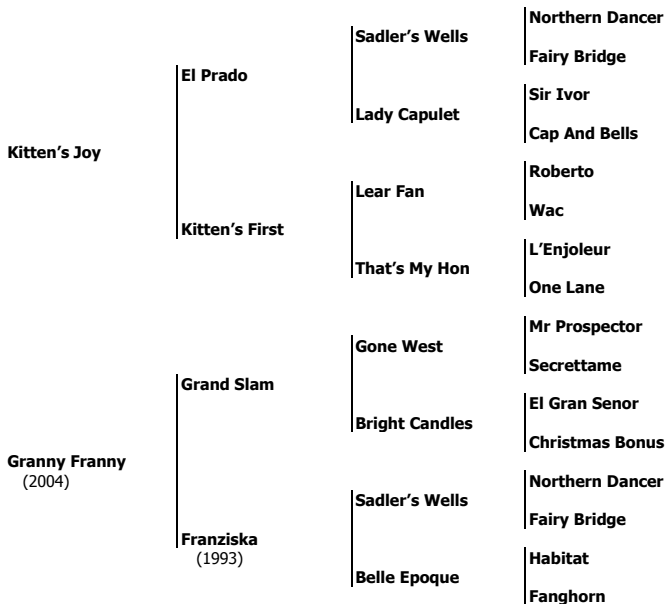 Northern Dancer
Sadler's Wells
Fairy Bridge
El Prado
Sir Ivor
Lady Capulet
Cap And Bells
Kitten's Joy
Roberto
Lear Fan
Wac
Kitten's First
L'Enjoleur
That's My Hon
One Lane
Mr Prospector
Gone West
Secrettame
Grand Slam
El Gran Senor
Bright Candles
Christmas Bonus
Granny Franny
(2004)
Northern Dancer
Sadler's Wells
Fairy Bridge
Franziska
(1993)
Habitat
Belle Epoque
Fanghorn